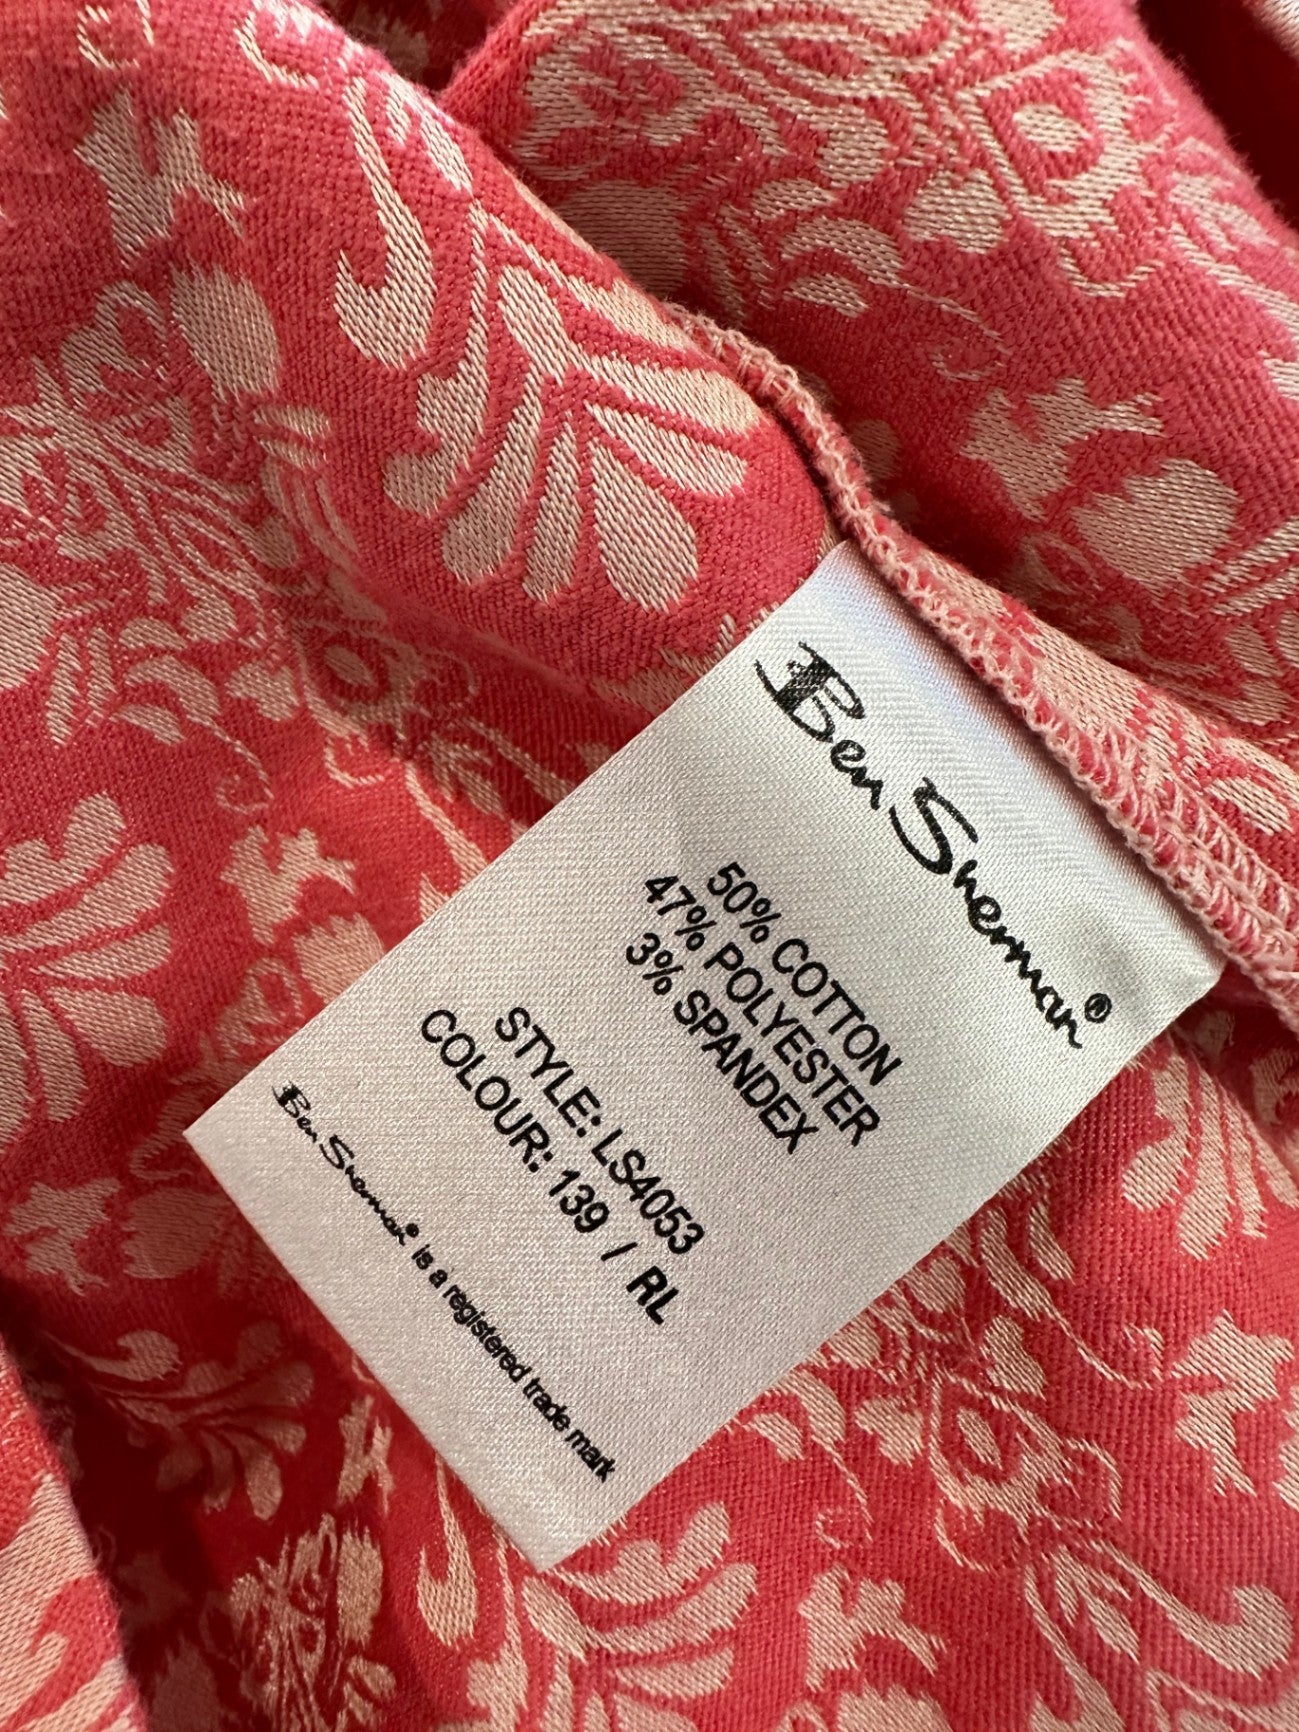 Ben Sherman®
50% COTTON
47% POLYESTER
3% SPANDEX
STYLE: LS4053
COLOUR: 139 / RL
Ben Sherman® is a registered trade mark